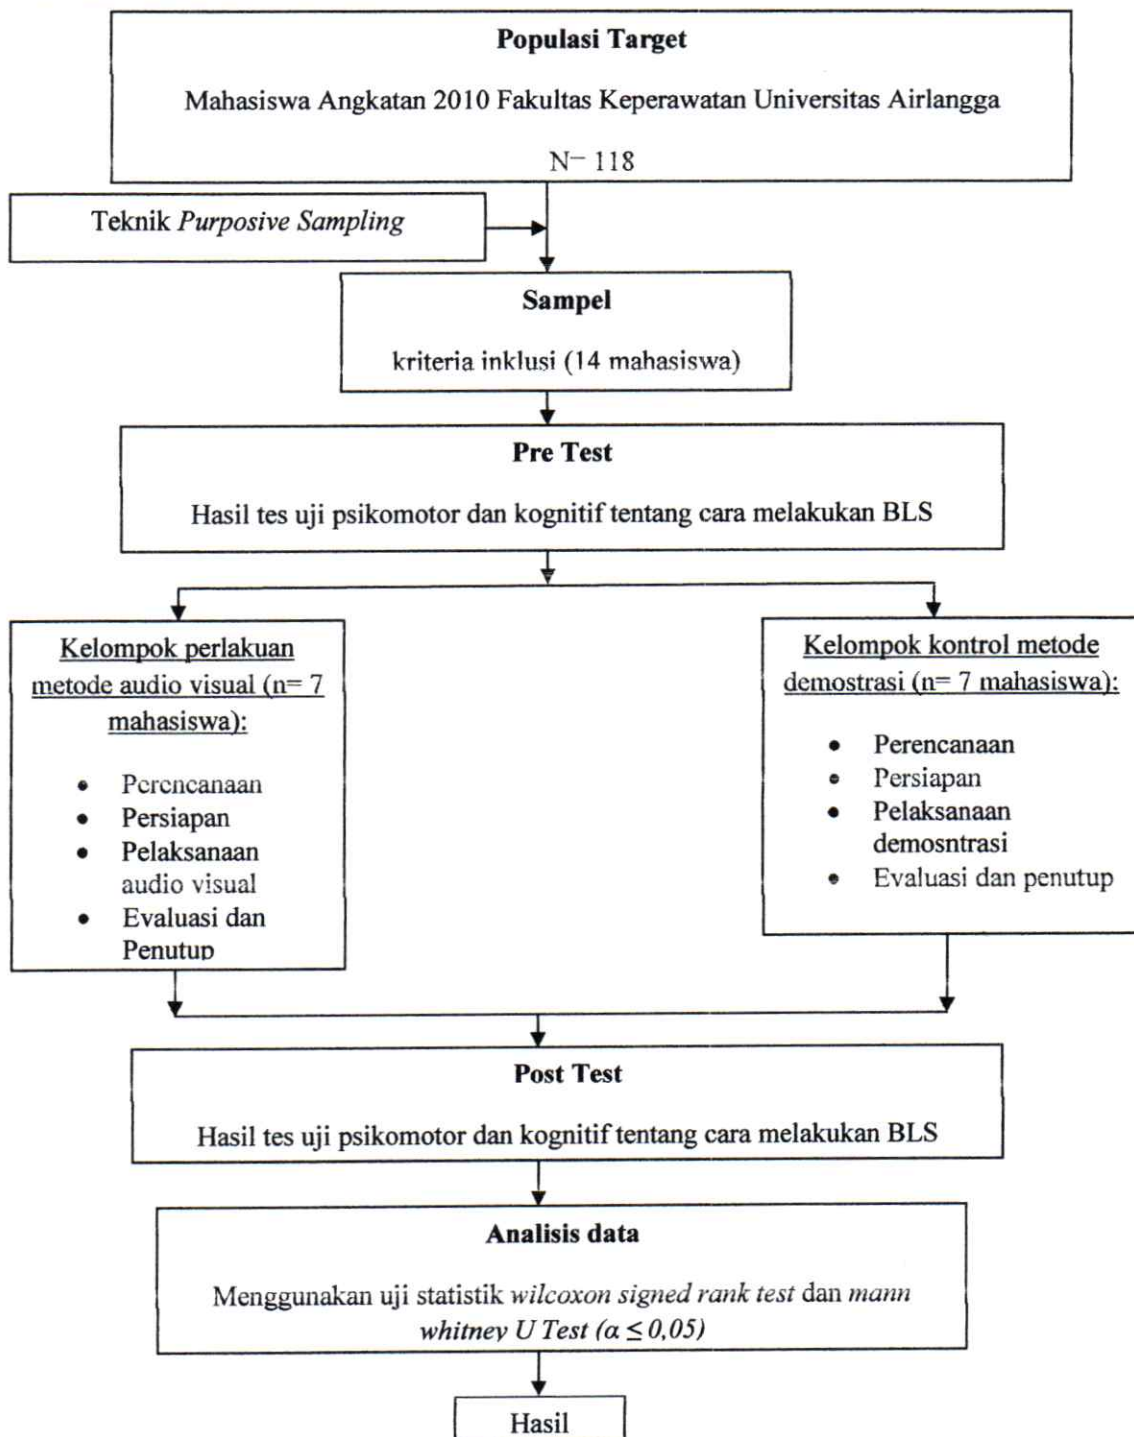 Populasi Target
Mahasiswa Angkatan 2010 Fakultas Keperawatan Universitas Airlangga
N= 118
Teknik Purposive Sampling
Sampel
kriteria inklusi (14 mahasiswa)
Pre Test
Hasil tes uji psikomotor dan kognitif tentang cara melakukan BLS
Kelompok perlakuan
metode audio visual (n= 7
mahasiswa):
• Perencanaan
• Persiapan
• Pelaksanaan
audio visual
• Evaluasi dan
Penutup
Kelompok kontrol metode
demostrasi (n= 7 mahasiswa):
• Perencanaan
• Persiapan
• Pelaksanaan
demosntrasi
• Evaluasi dan penutup
Post Test
Hasil tes uji psikomotor dan kognitif tentang cara melakukan BLS
Analisis data
Menggunakan uji statistik wilcoxon signed rank test dan mann
whitney U Test (α ≤ 0,05)
Hasil